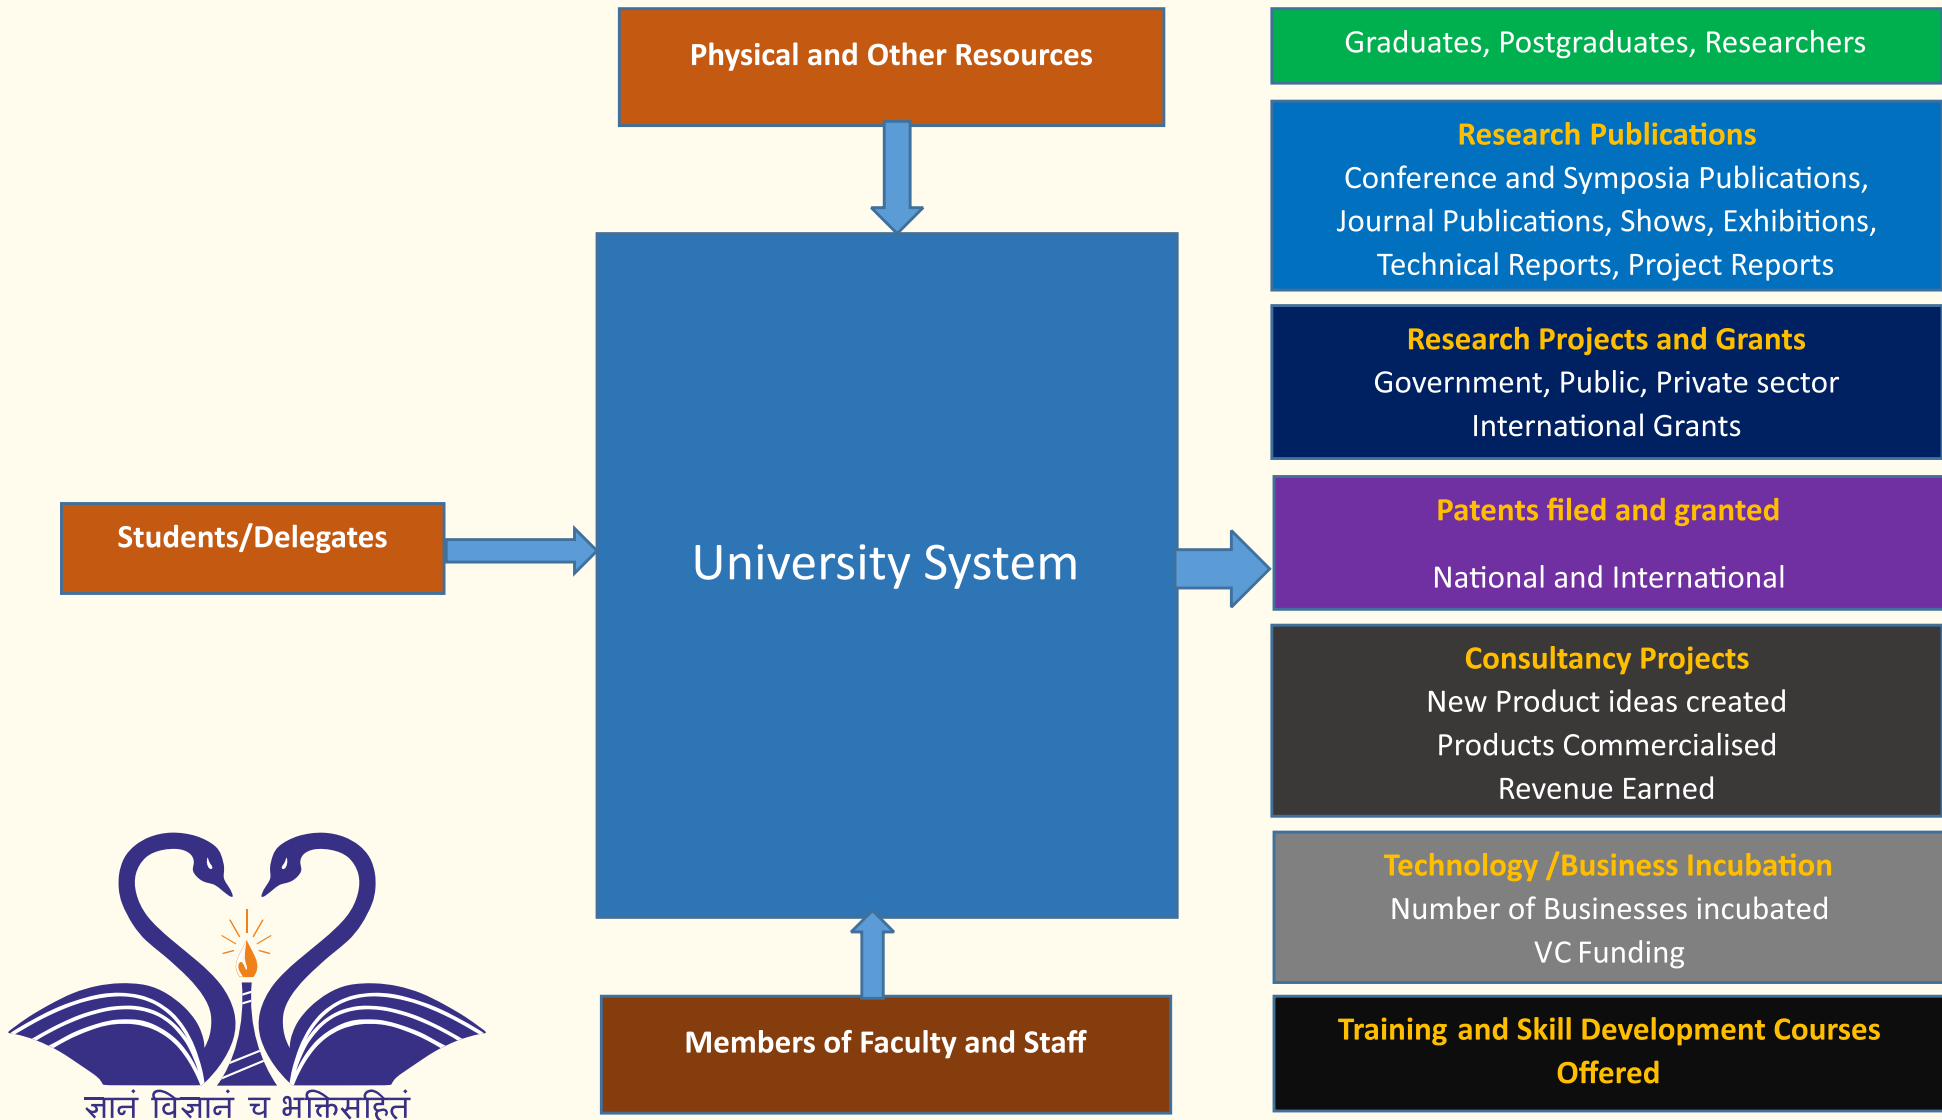 Physical and Other Resources
Students/Delegates
University System
Members of Faculty and Staff
Graduates, Postgraduates, Researchers
Research Publications
Conference and Symposia Publications,
Journal Publications, Shows, Exhibitions,
Technical Reports, Project Reports
Research Projects and Grants
Government, Public, Private sector
International Grants
Patents filed and granted
National and International
Consultancy Projects
New Product ideas created
Products Commercialised
Revenue Earned
Technology /Business Incubation
Number of Businesses incubated
VC Funding
Training and Skill Development Courses
Offered
ज्ञानं विज्ञानं च भक्तिसहितं